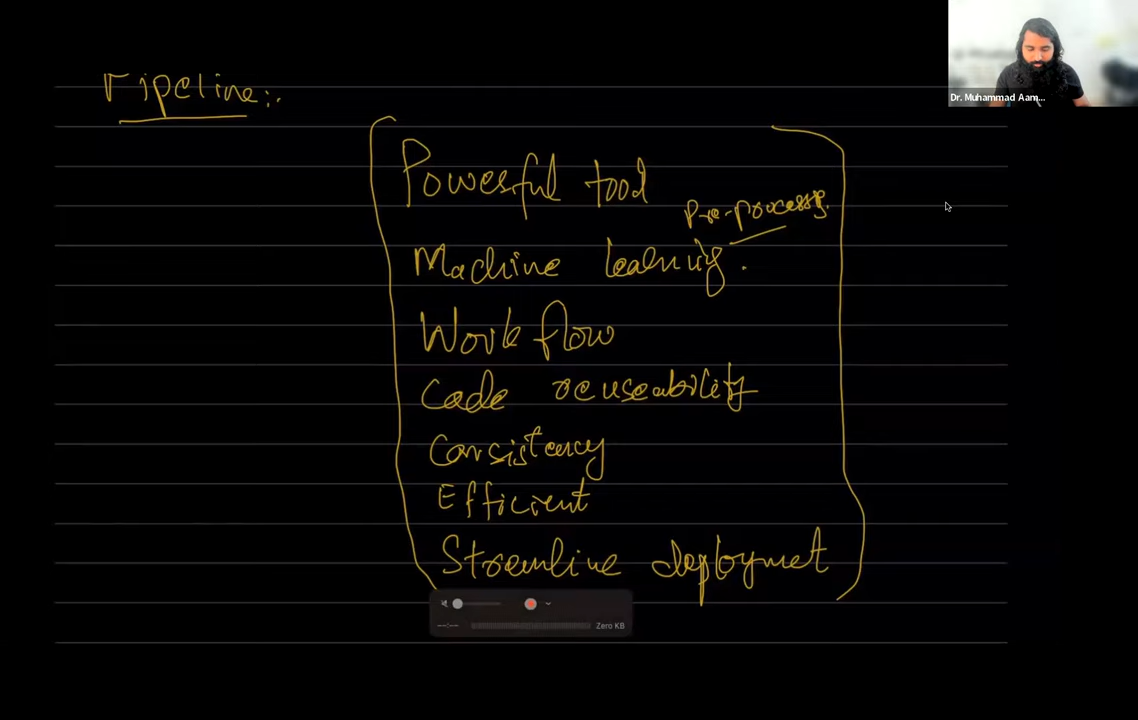 Pipeline:.
Dr. Muhammad Aam...
Powerful tool
Pre-processing.
Machine learning.
Work flow
Code reuseability
Consistency
Efficient
Streamline deploymet
--:--
Zero KB